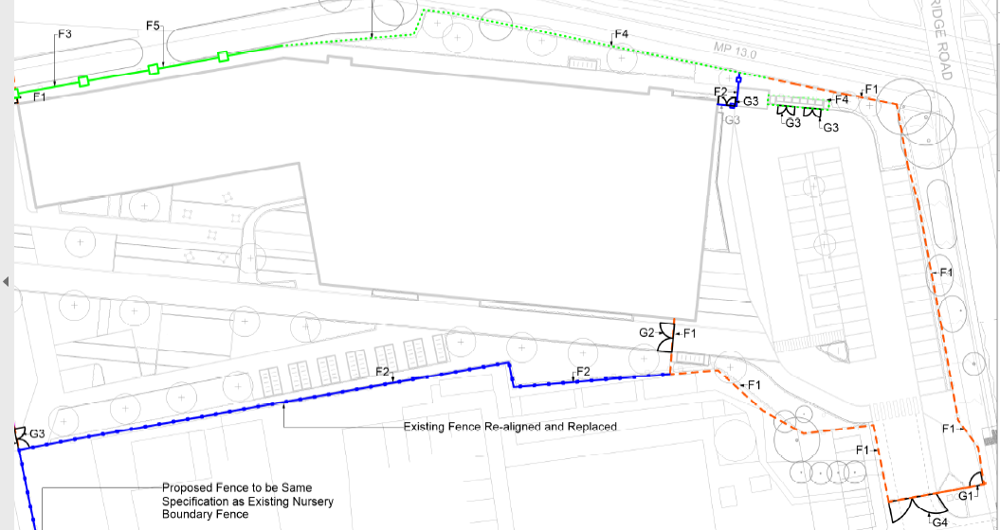 F3
F5
F4
MP 13.0
RIDGE ROAD
F1
F2
G3
G3
F4
F1
G3
G3
F1
G2
F1
F2
F2
F1
Existing Fence Re-aligned and Replaced
G3
F1
F1
Proposed Fence to be Same
Specification as Existing Nursery
Boundary Fence
G1
G4